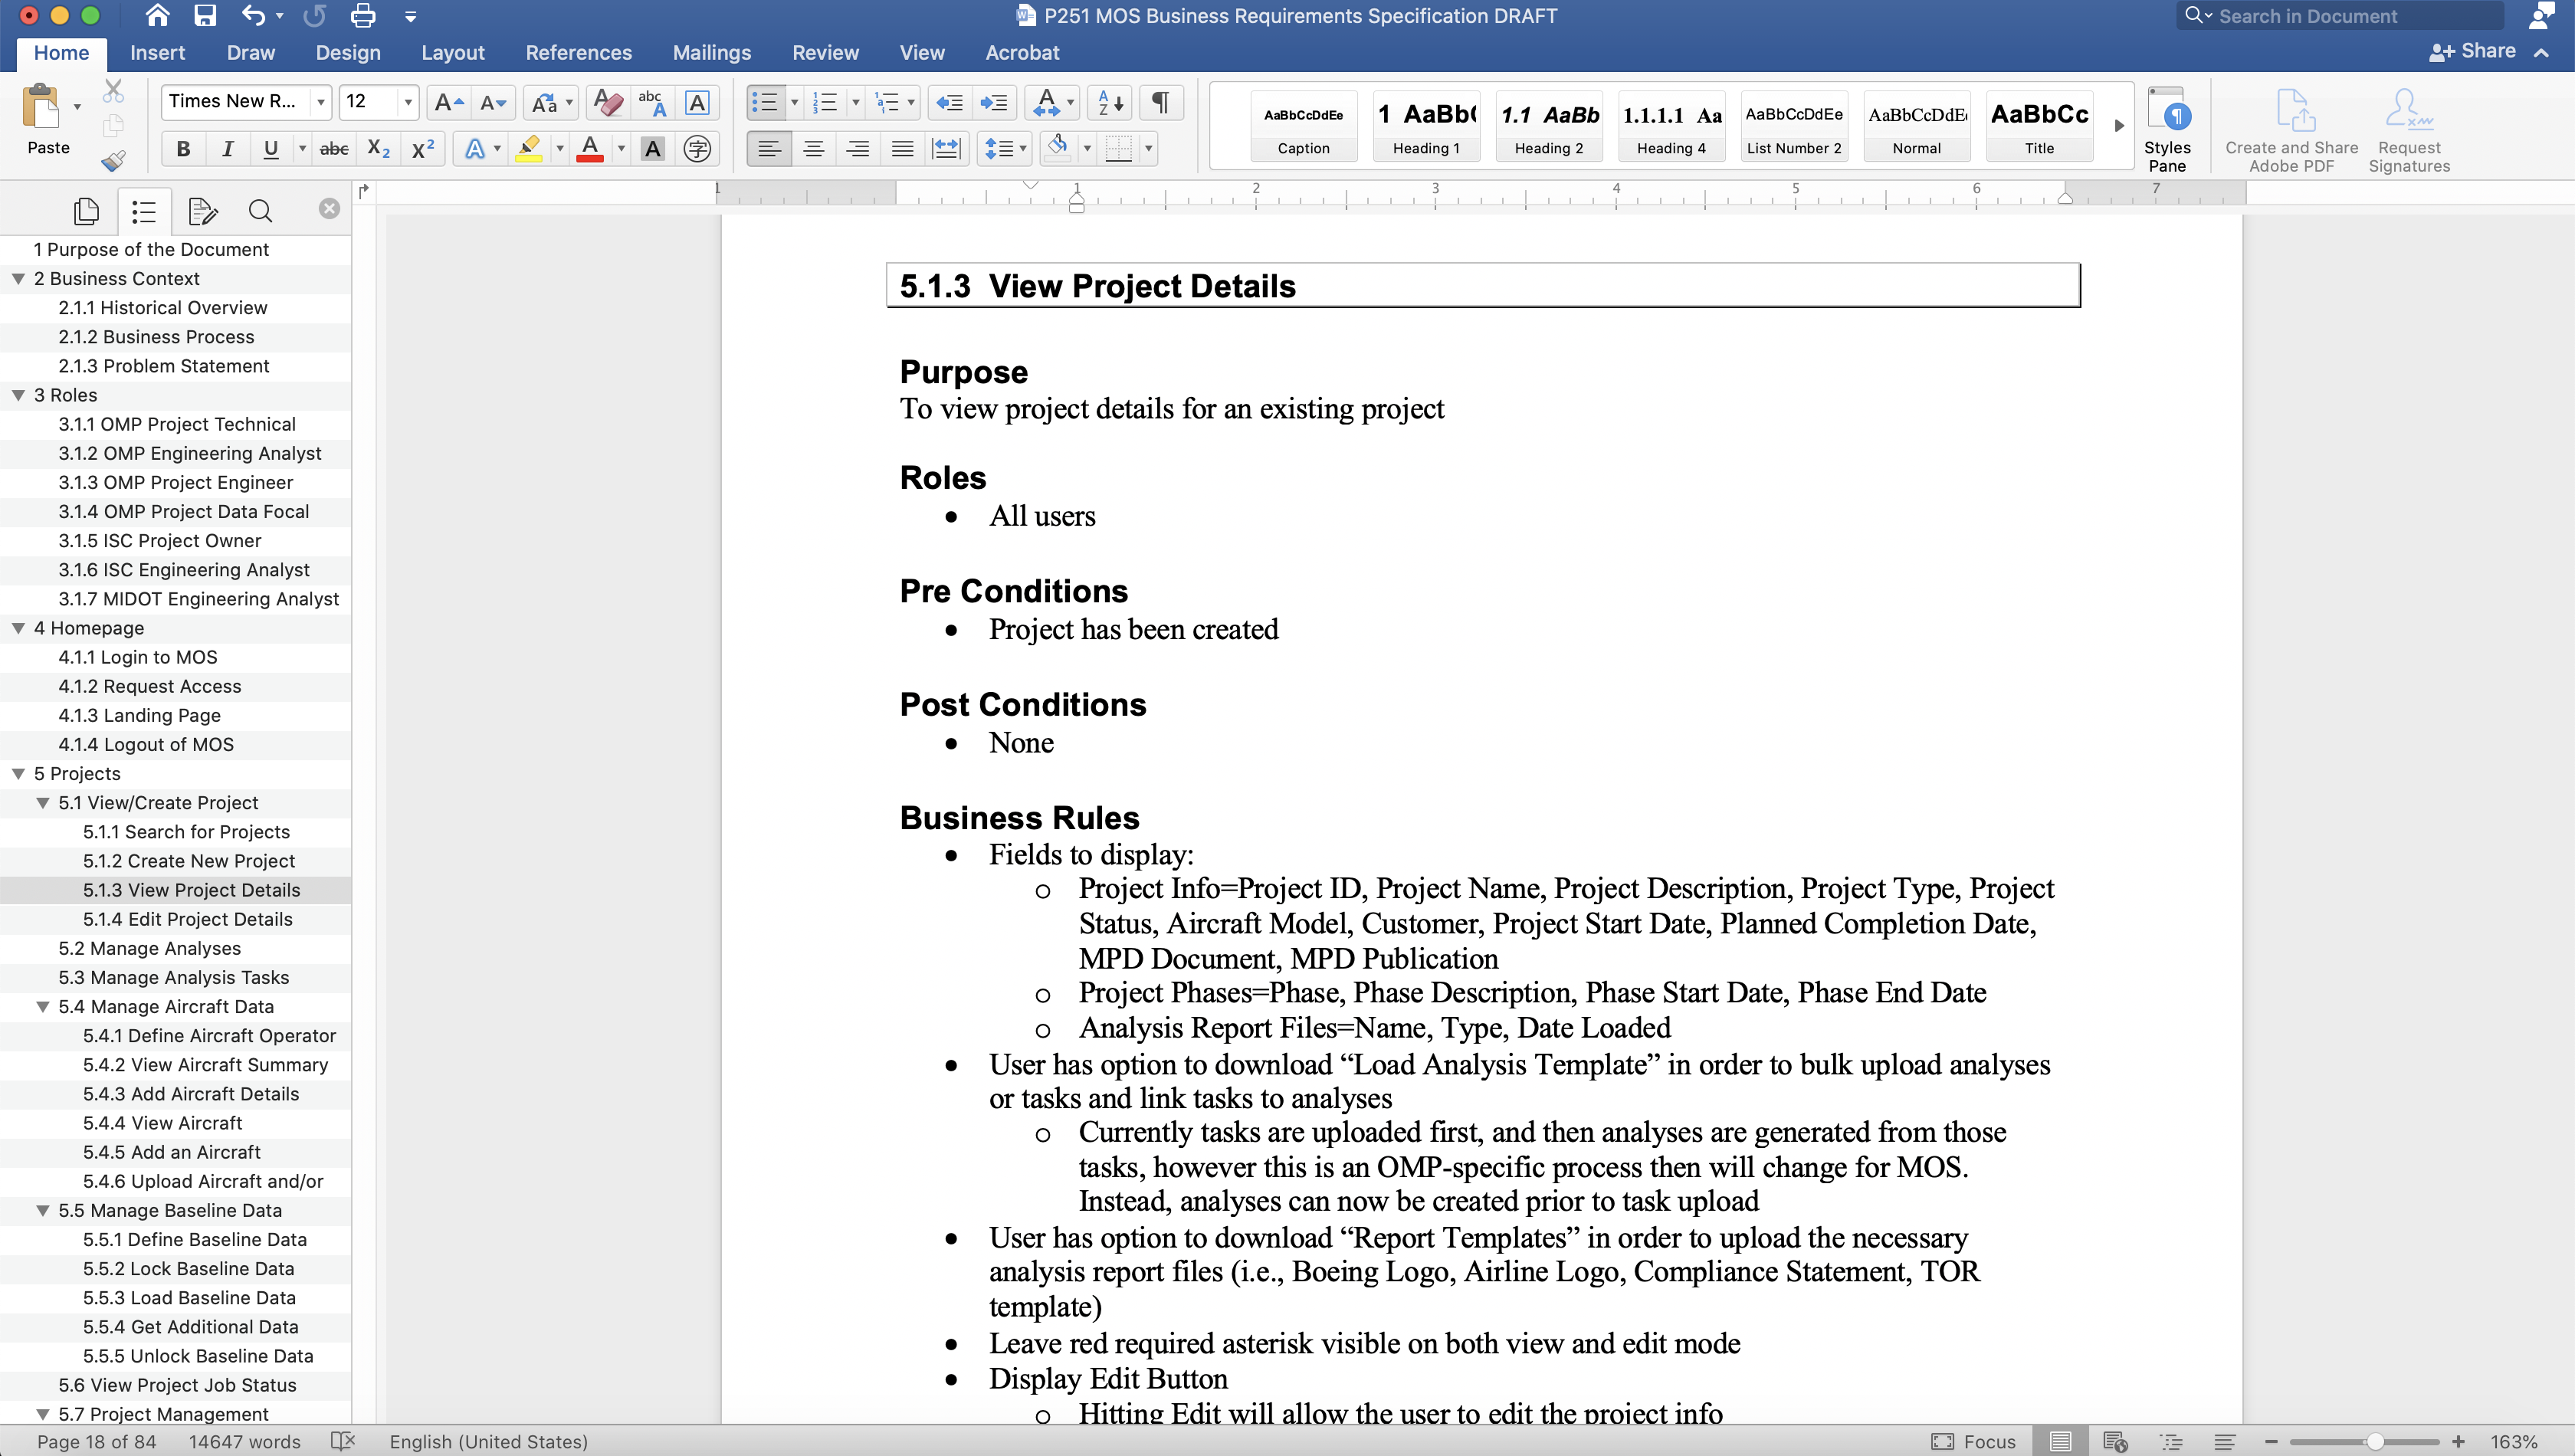 P251 MOS Business Requirements Specification DRAFT
Search in Document
Home Insert Draw Design Layout References Mailings Review View Acrobat
Share
Paste
Times New R... 12
Caption
Heading 1
Heading 2
Heading 4
List Number 2
Normal
Title
AaBbCcDdEe
1 AaBb(
1.1 AaBb
1.1.1.1 Aa
AaBbCcDdEe
AaBbCcDdE
AaBbCc
Styles
Pane
Create and Share
Adobe PDF
Request
Signatures
1 1 2 3 4 5 6 7
1 Purpose of the Document
2 Business Context
2.1.1 Historical Overview
2.1.2 Business Process
2.1.3 Problem Statement
3 Roles
3.1.1 OMP Project Technical
3.1.2 OMP Engineering Analyst
3.1.3 OMP Project Engineer
3.1.4 OMP Project Data Focal
3.1.5 ISC Project Owner
3.1.6 ISC Engineering Analyst
3.1.7 MIDOT Engineering Analyst
4 Homepage
4.1.1 Login to MOS
4.1.2 Request Access
4.1.3 Landing Page
4.1.4 Logout of MOS
5 Projects
5.1 View/Create Project
5.1.1 Search for Projects
5.1.2 Create New Project
5.1.3 View Project Details
5.1.4 Edit Project Details
5.2 Manage Analyses
5.3 Manage Analysis Tasks
5.4 Manage Aircraft Data
5.4.1 Define Aircraft Operator
5.4.2 View Aircraft Summary
5.4.3 Add Aircraft Details
5.4.4 View Aircraft
5.4.5 Add an Aircraft
5.4.6 Upload Aircraft and/or
5.5 Manage Baseline Data
5.5.1 Define Baseline Data
5.5.2 Lock Baseline Data
5.5.3 Load Baseline Data
5.5.4 Get Additional Data
5.5.5 Unlock Baseline Data
5.6 View Project Job Status
5.7 Project Management
5.1.3 View Project Details
Purpose
To view project details for an existing project
Roles
• All users
Pre Conditions
• Project has been created
Post Conditions
• None
Business Rules
• Fields to display:
o Project Info=Project ID, Project Name, Project Description, Project Type, Project
Status, Aircraft Model, Customer, Project Start Date, Planned Completion Date,
MPD Document, MPD Publication
o Project Phases=Phase, Phase Description, Phase Start Date, Phase End Date
o Analysis Report Files=Name, Type, Date Loaded
• User has option to download “Load Analysis Template” in order to bulk upload analyses
or tasks and link tasks to analyses
o Currently tasks are uploaded first, and then analyses are generated from those
tasks, however this is an OMP-specific process then will change for MOS.
Instead, analyses can now be created prior to task upload
• User has option to download “Report Templates” in order to upload the necessary
analysis report files (i.e., Boeing Logo, Airline Logo, Compliance Statement, TOR
template)
• Leave red required asterisk visible on both view and edit mode
• Display Edit Button
o Hitting Edit will allow the user to edit the project info
Page 18 of 84 14647 words English (United States) Focus 163%